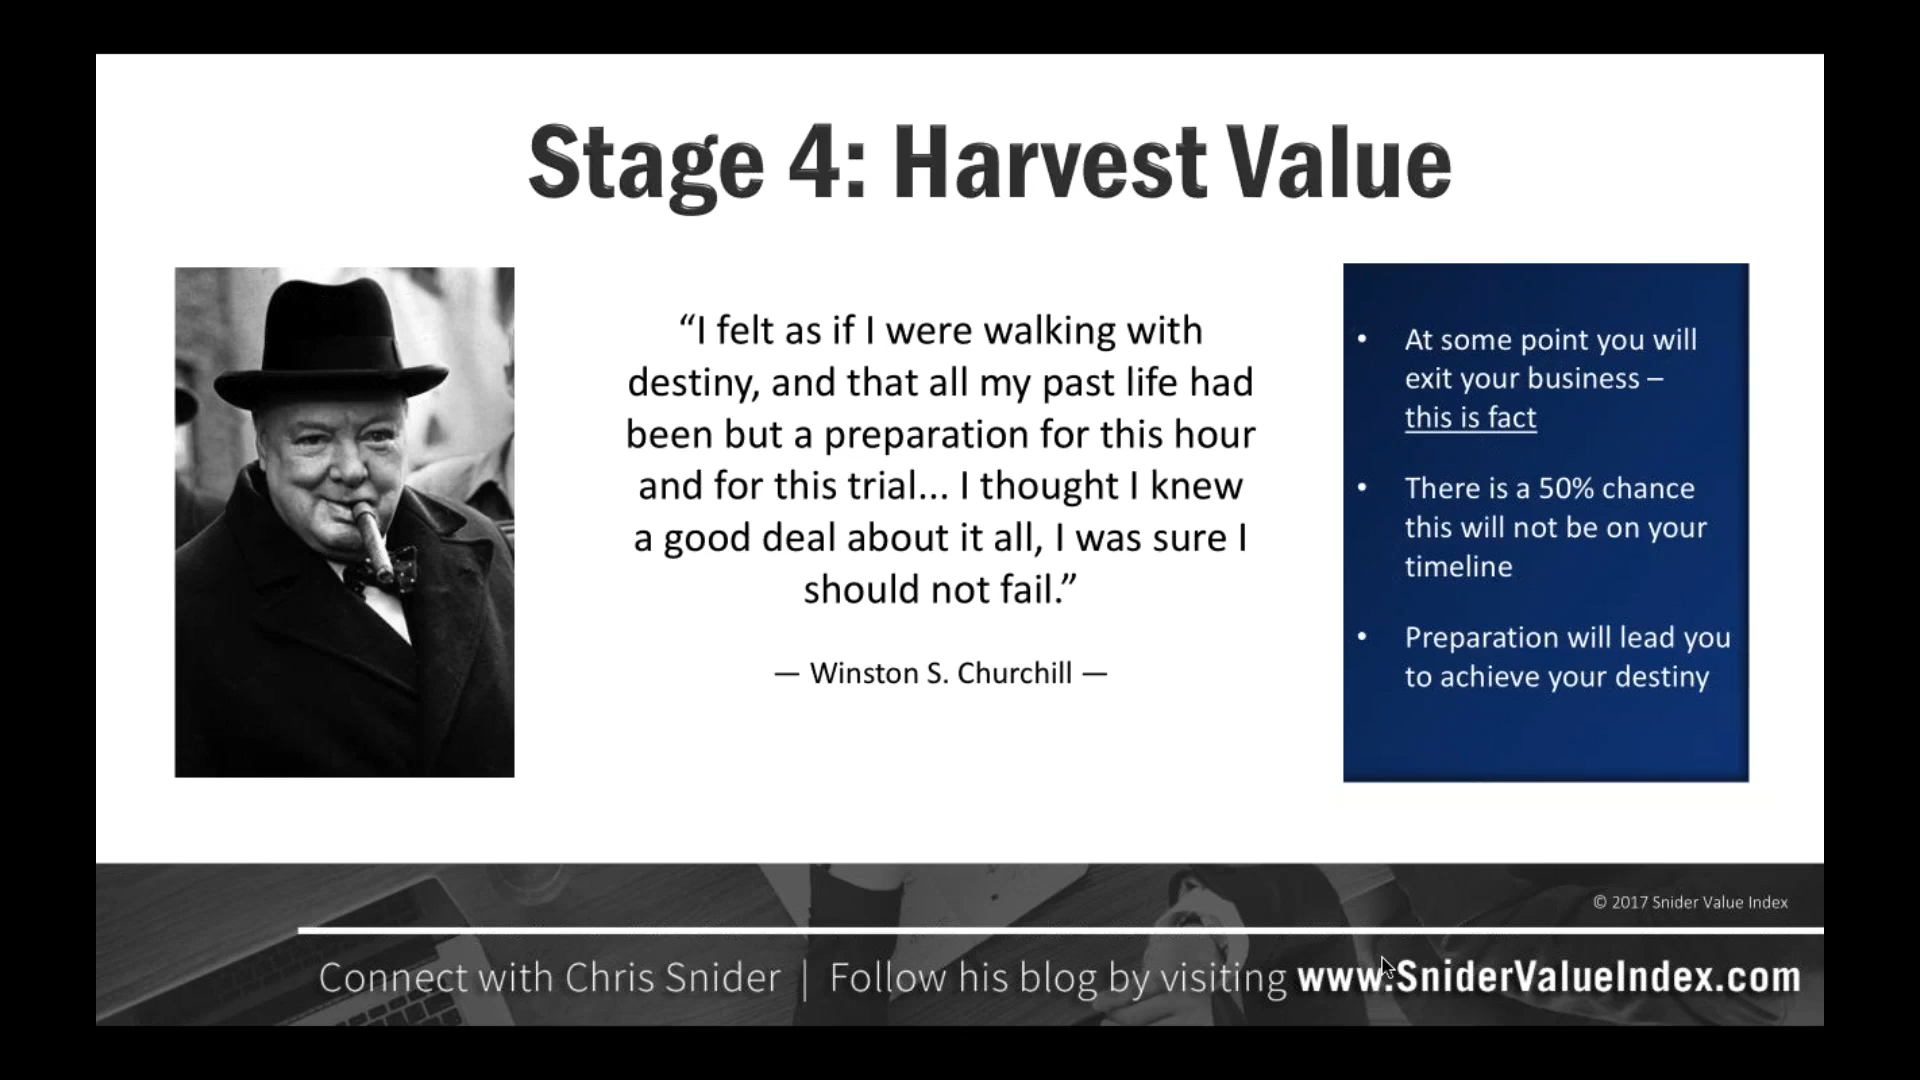 Stage 4: Harvest Value
“I felt as if I were walking with
destiny, and that all my past life had
been but a preparation for this hour
and for this trial... I thought I knew
a good deal about it all, I was sure I
should not fail.”
— Winston S. Churchill —
• At some point you will
exit your business –
this is fact
• There is a 50% chance
this will not be on your
timeline
• Preparation will lead you
to achieve your destiny
© 2017 Snider Value Index
Connect with Chris Snider | Follow his blog by visiting www.SniderValueIndex.com